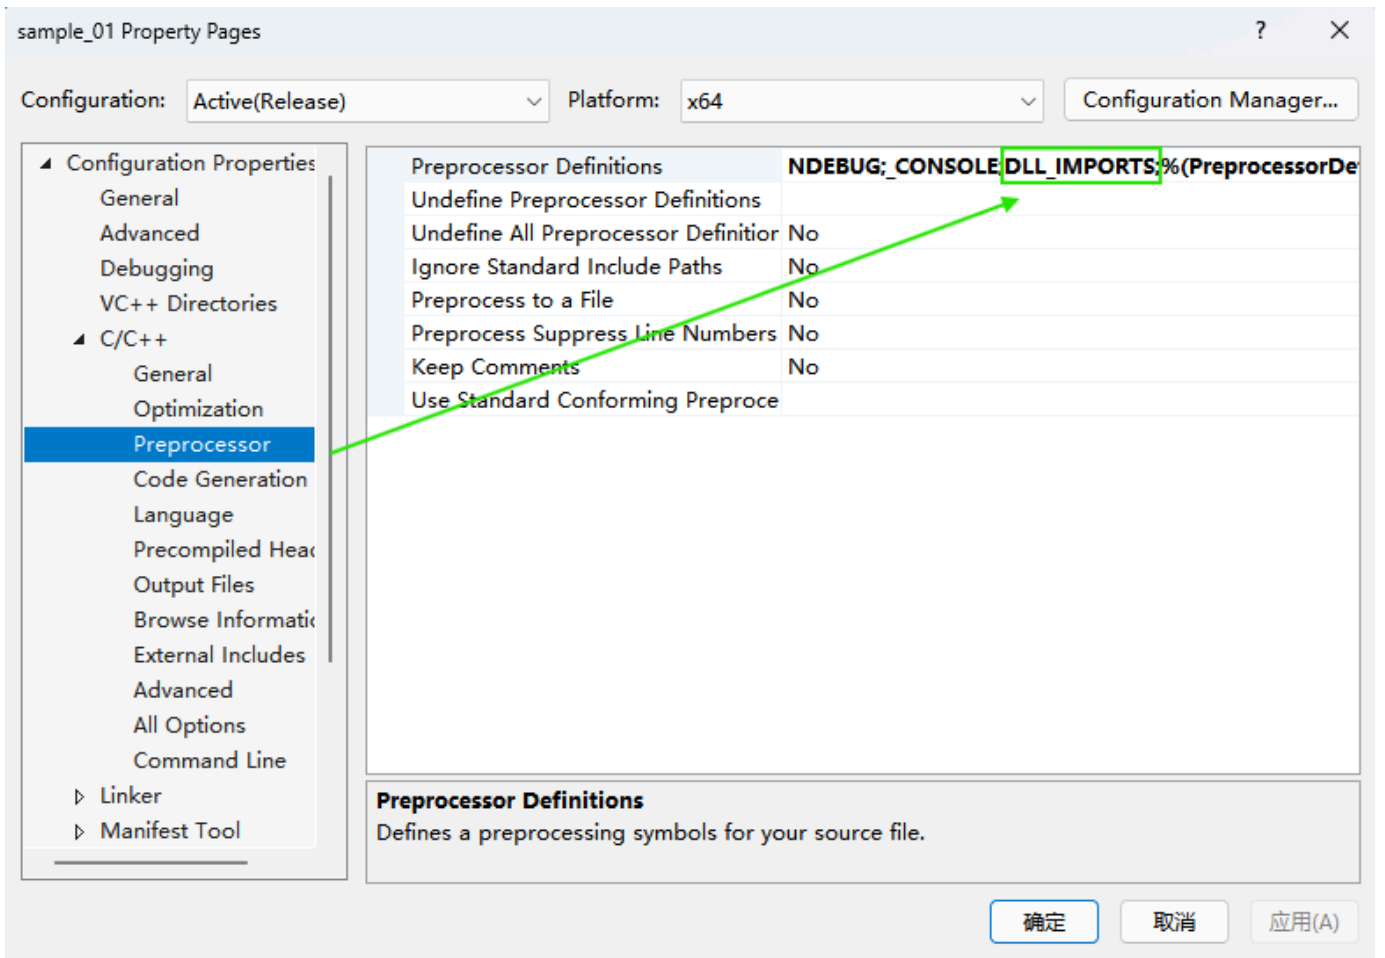 sample_01 Property Pages
?
Configuration: Active(Release) Platform: x64 Configuration Manager...
Configuration Properties
General
Advanced
Debugging
VC++ Directories
C/C++
General
Optimization
Preprocessor
Code Generation
Language
Precompiled Head
Output Files
Browse Informatio
External Includes
Advanced
All Options
Command Line
Linker
Manifest Tool
Preprocessor Definitions NDEBUG;_CONSOLE;DLL_IMPORTS;%(PreprocessorDef
Undefine Preprocessor Definitions
Undefine All Preprocessor Definition No
Ignore Standard Include Paths No
Preprocess to a File No
Preprocess Suppress Line Numbers No
Keep Comments No
Use Standard Conforming Preproce
Preprocessor Definitions
Defines a preprocessing symbols for your source file.
确定 取消 应用(A)